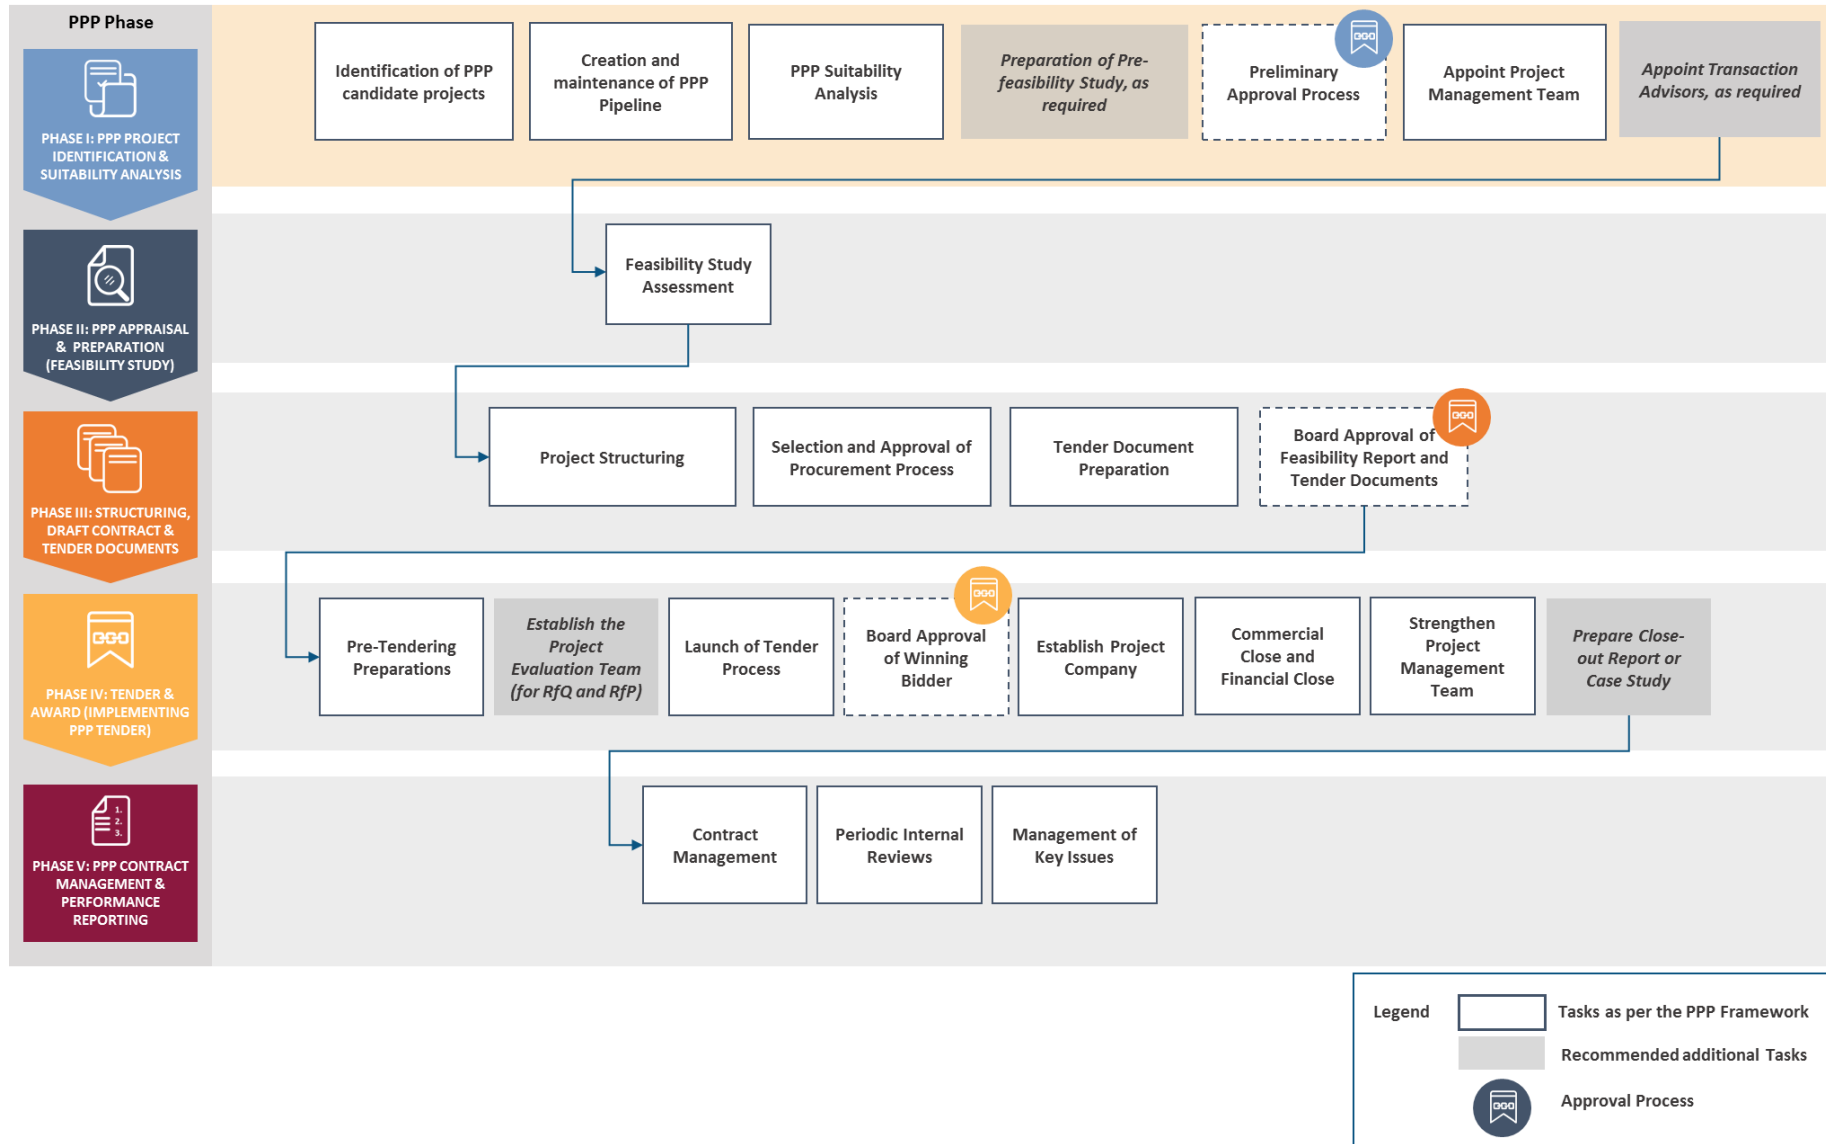 PPP Phase
PHASE I: PPP PROJECT
IDENTIFICATION &
SUITABILITY ANALYSIS
Identification of PPP
candidate projects
Creation and
maintenance of PPP
Pipeline
PPP Suitability
Analysis
Preparation of Pre-
feasibility Study, as
required
Preliminary
Approval Process
Appoint Project
Management Team
Appoint Transaction
Advisors, as required
PHASE II: PPP APPRAISAL
& PREPARATION
(FEASIBILITY STUDY)
Feasibility Study
Assessment
PHASE III: STRUCTURING,
DRAFT CONTRACT &
TENDER DOCUMENTS
Project Structuring
Selection and Approval of
Procurement Process
Tender Document
Preparation
Board Approval of
Feasibility Report and
Tender Documents
PHASE IV: TENDER &
AWARD (IMPLEMENTING
PPP TENDER)
Pre-Tendering
Preparations
Establish the
Project
Evaluation Team
(for RfQ and RfP)
Launch of Tender
Process
Board Approval
of Winning
Bidder
Establish Project
Company
Commercial
Close and
Financial Close
Strengthen
Project
Management
Team
Prepare Close-
out Report or
Case Study
1.
2.
3.
PHASE V: PPP CONTRACT
MANAGEMENT &
PERFORMANCE
REPORTING
Contract
Management
Periodic Internal
Reviews
Management of
Key Issues
Legend
Tasks as per the PPP Framework
Recommended additional Tasks
Approval Process